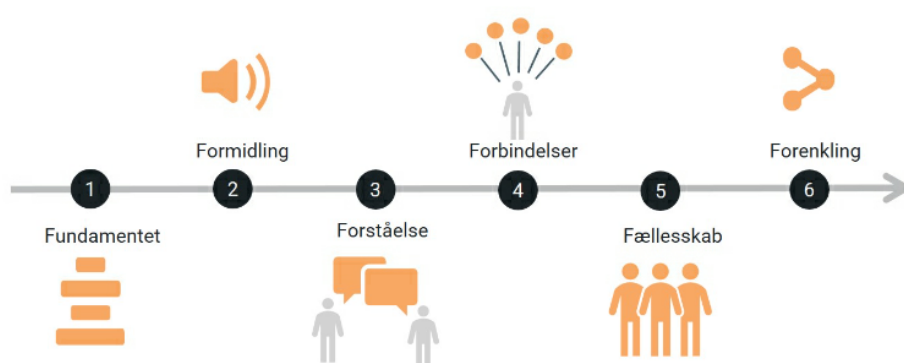 Formidling
Forbindelser
Forenkling
1
2
3
4
5
6
Fundamentet
Forståelse
Fællesskab